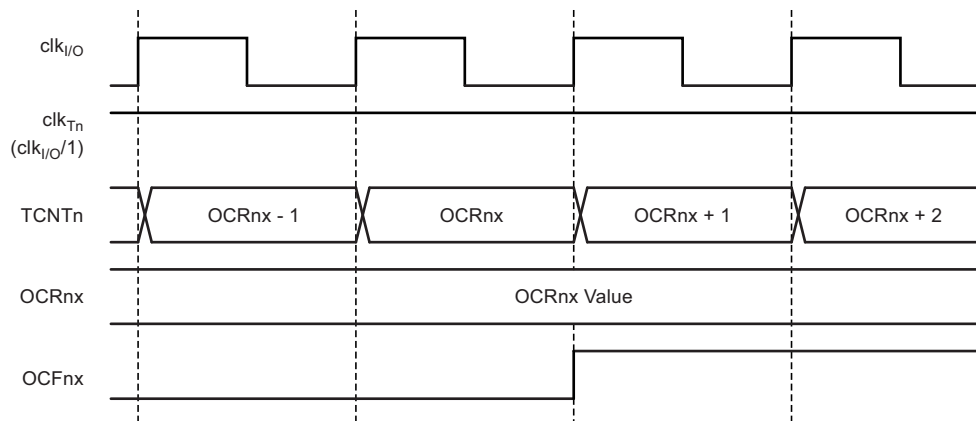 clkI/O
clkTn
(clkI/O/1)
TCNTn
OCRnx - 1
OCRnx
OCRnx + 1
OCRnx + 2
OCRnx
OCRnx Value
OCFnx